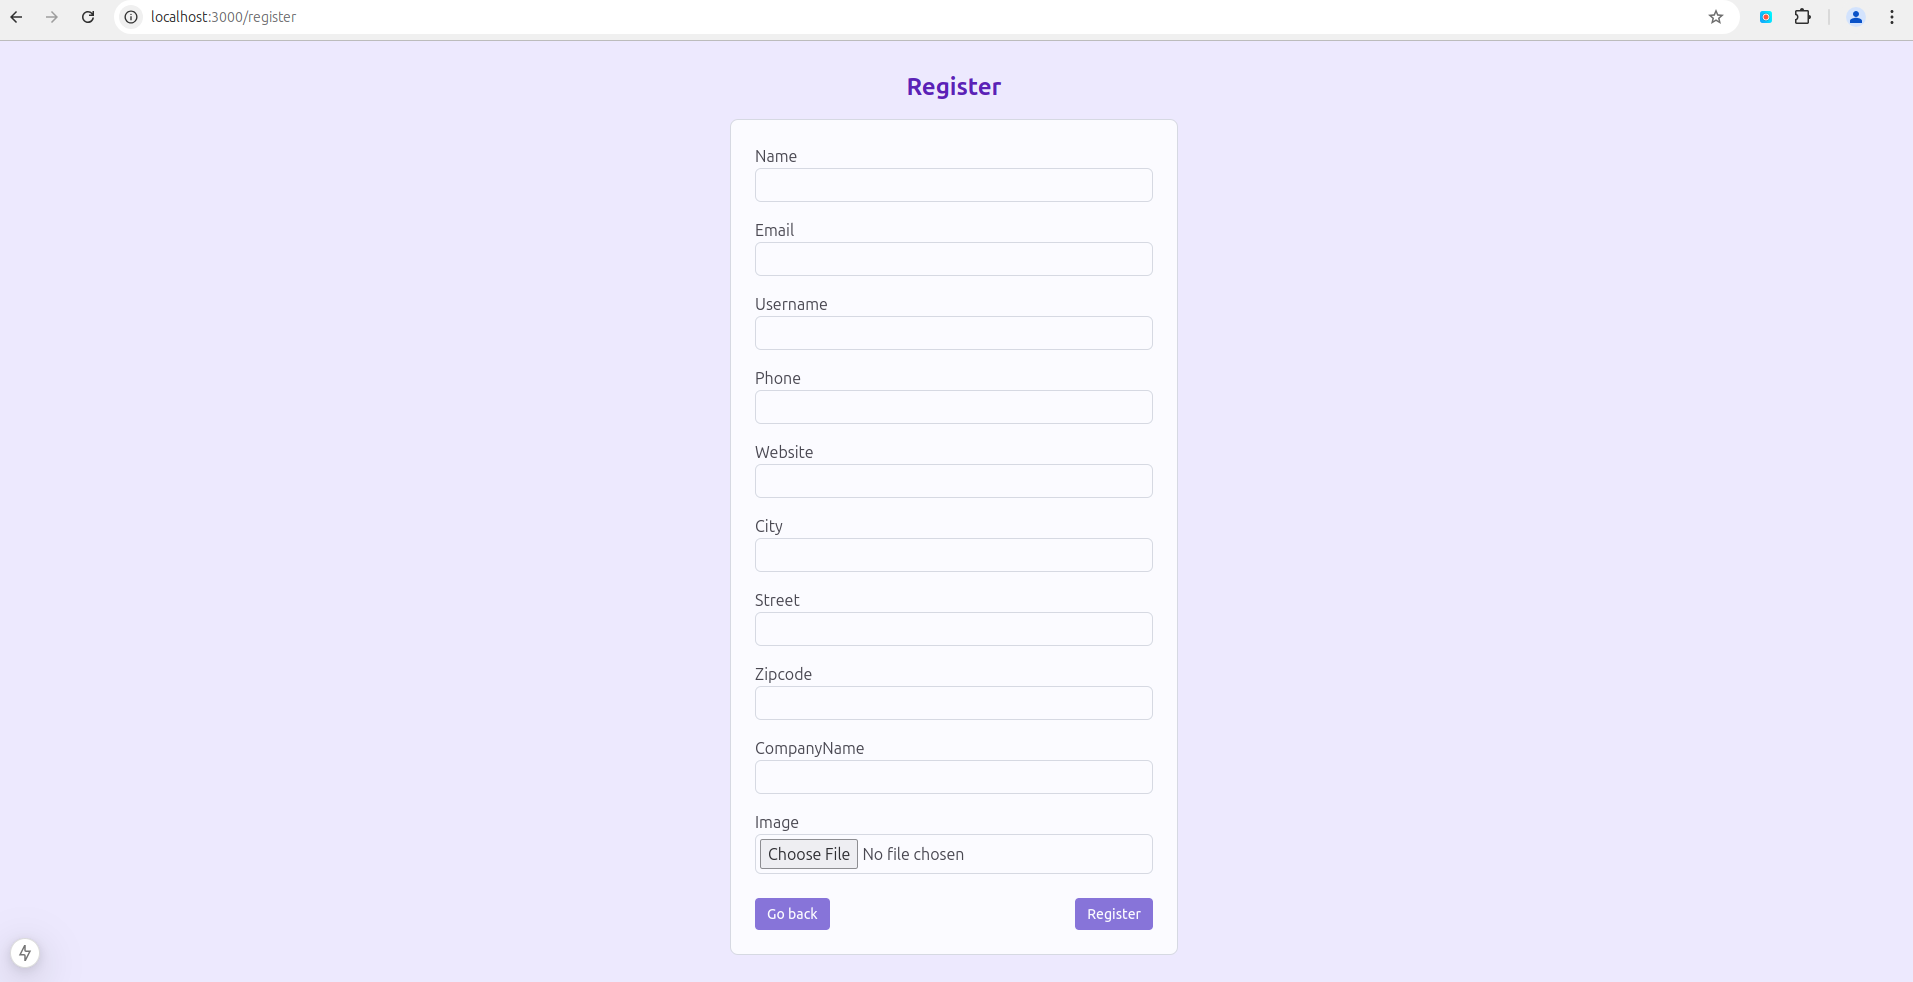 localhost:3000/register
Register
Name
Email
Username
Phone
Website
City
Street
Zipcode
CompanyName
Image
Choose File No file chosen
Go back Register